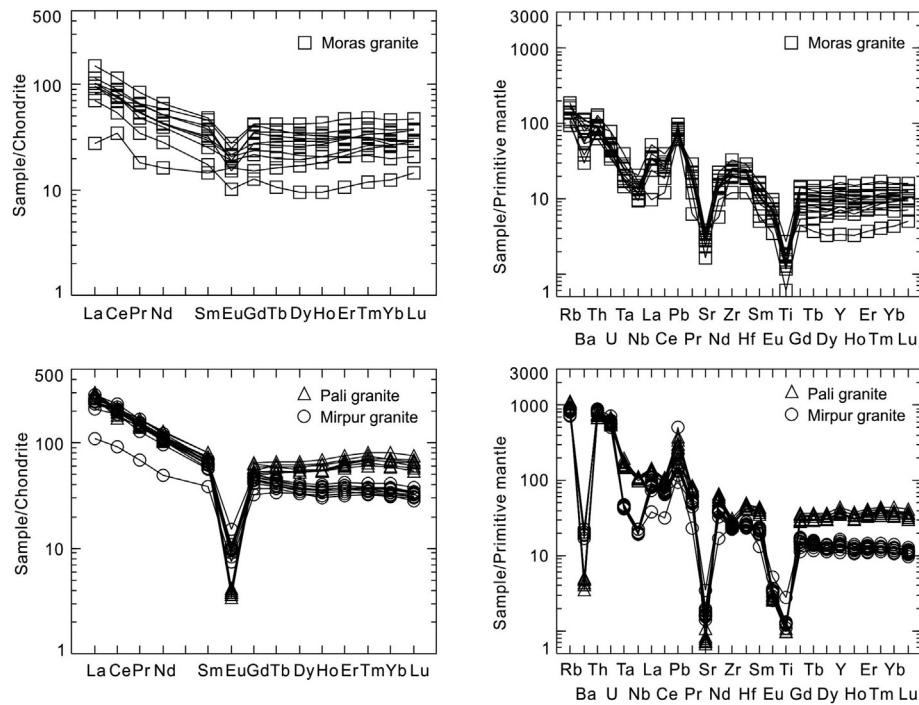 500
100
10
1
Sample/Chondrite
Moras granite
La Ce Pr Nd Sm Eu Gd Tb Dy Ho Er Tm Yb Lu
3000
1000
100
10
1
Sample/Primitive mantle
Moras granite
Rb Th Ta La Pb Sr Zr Sm Ti Tb Y Er Yb
Ba U Nb Ce Pr Nd Hf Eu Gd Dy Ho Tm Lu
500
100
10
1
Sample/Chondrite
Pali granite
Mirpur granite
La Ce Pr Nd Sm Eu Gd Tb Dy Ho Er Tm Yb Lu
3000
1000
100
10
1
Sample/Primitive mantle
Pali granite
Mirpur granite
Rb Th Ta La Pb Sr Zr Sm Ti Tb Y Er Yb
Ba U Nb Ce Pr Nd Hf Eu Gd Dy Ho Tm Lu